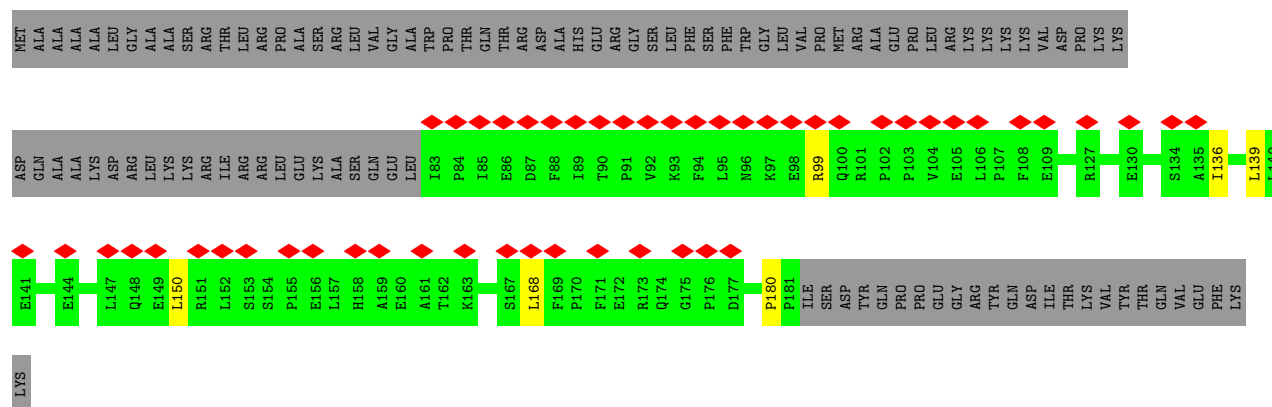 MET ALA ALA ALA ALA LEU GLY ALA ALA SER ARG THR LEU ARG PRO ALA SER ARG LEU VAL GLY ALA TRP PRO THR GLN THR ARG ASP ALA HIS GLU ARG GLY SER LEU PHE SER PHE TRP GLY LEU VAL PRO MET ARG ALA GLU PRO LEU ARG LYS LYS LYS LYS VAL ASP PRO LYS LYS
ASP GLN ALA ALA LYS ASP ARG LEU LYS LYS ARG ILE ARG ARG LEU GLU LYS ALA SER GLN GLU LEU I83 P84 I85 E86 D87 F88 I89 T90 P91 V92 K93 F94 L95 N96 K97 E98 R99 Q100 R101 P102 P103 V104 E105 L106 P107 F108 E109 R127 E130 S134 A135 I136 L139
E141 E144 L147 Q148 E149 L150 R151 L152 S153 S154 P155 E156 L157 H158 A159 E160 A161 T162 K163 S167 L168 F169 P170 F171 E172 R173 Q174 G175 P176 D177 P180 P181 ILE SER ASP TYR GLN PRO PRO GLU GLY ARG TYR GLN ASP ILE THR LYS VAL TYR THR GLN VAL GLU PHE LYS
LYS